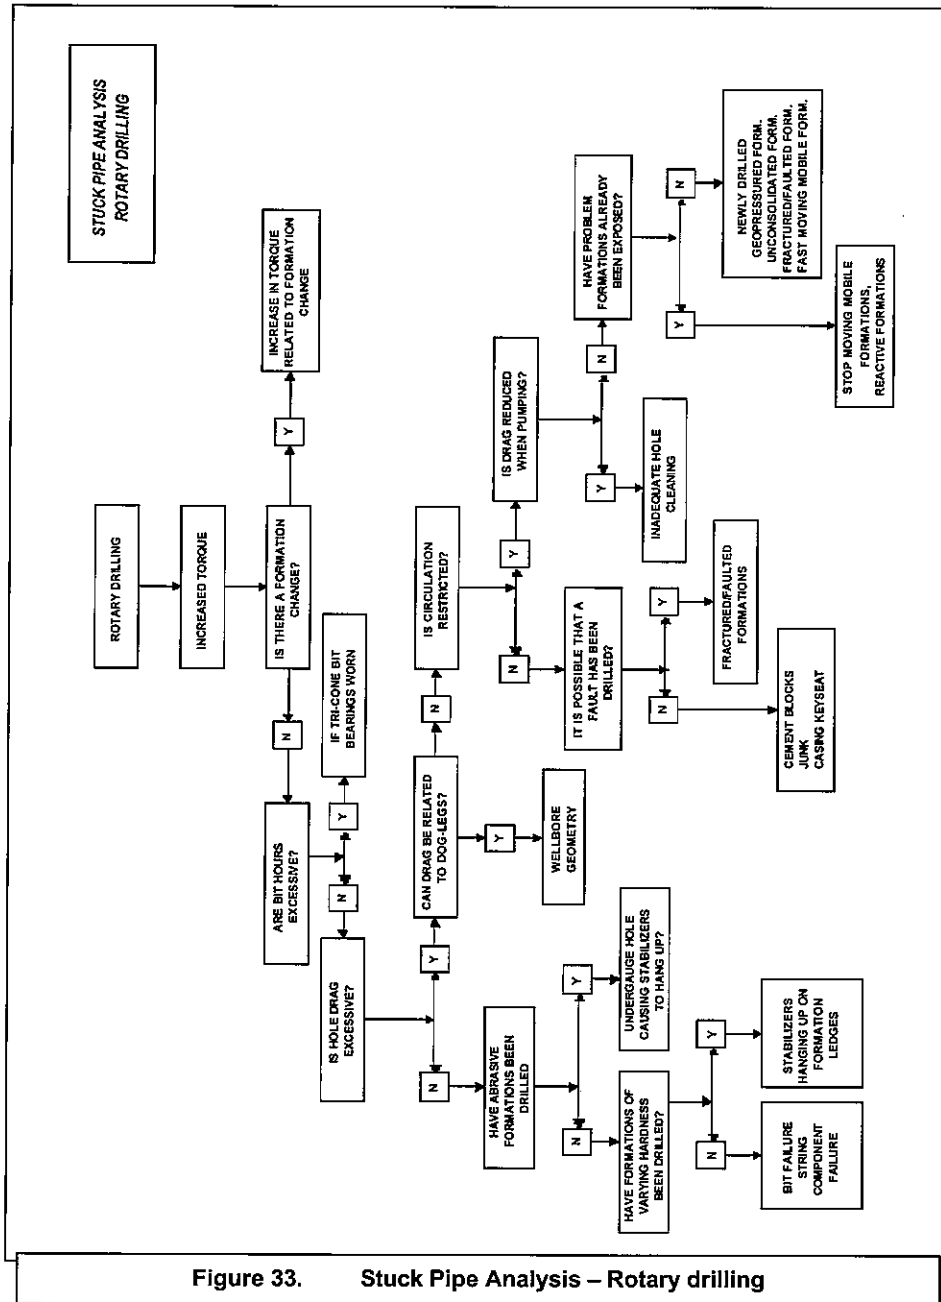 STUCK PIPE ANALYSIS
ROTARY DRILLING
ROTARY DRILLING
INCREASED TORQUE
IS THERE A FORMATION
CHANGE?
Y
INCREASE IN TORQUE
RELATED TO FORMATION
CHANGE
N
ARE BIT HOURS
EXCESSIVE?
Y
IF TRI-CONE BIT
BEARINGS WORN
N
IS HOLE DRAG
EXCESSIVE?
Y
CAN DRAG BE RELATED
TO DOG-LEGS?
N
IS CIRCULATION
RESTRICTED?
Y
IS DRAG REDUCED
WHEN PUMPING?
N
HAVE PROBLEM
FORMATIONS ALREADY
BEEN EXPOSED?
N
NEWLY DRILLED
GEOPRESSURED FORM.
UNCONSOLIDATED FORM.
FRACTURED/FAULTED FORM.
FAST MOVING MOBILE FORM.
Y
STOP MOVING MOBILE
FORMATIONS,
REACTIVE FORMATIONS
Y
INADEQUATE HOLE
CLEANING
N
IT IS POSSIBLE THAT A
FAULT HAS BEEN
DRILLED?
Y
FRACTURED/FAULTED
FORMATIONS
N
CEMENT BLOCKS
JUNK
CASING KEYSEAT
Y
WELLBORE
GEOMETRY
N
HAVE ABRASIVE
FORMATIONS BEEN
DRILLED
Y
UNDERGAUGE HOLE
CAUSING STABILIZERS
TO HANG UP?
N
HAVE FORMATIONS OF
VARYING HARDNESS
BEEN DRILLED?
Y
STABILIZERS
HANGING UP ON
FORMATION
LEDGES
N
BIT FAILURE
STRING
COMPONENT
FAILURE
Figure 33. Stuck Pipe Analysis – Rotary drilling